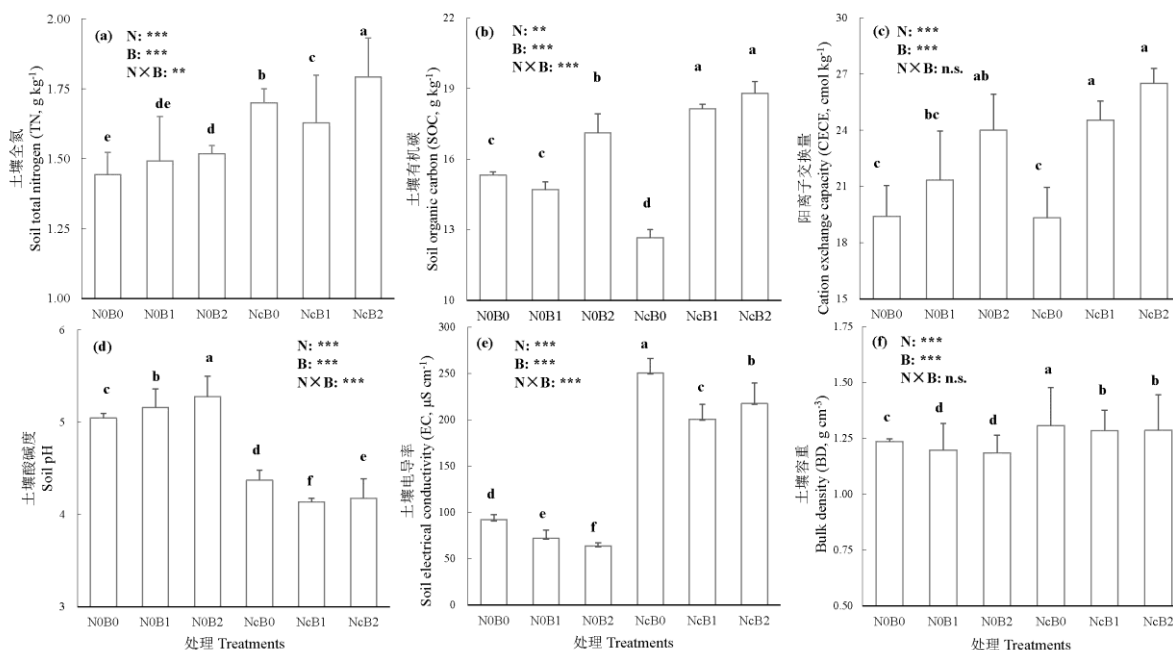 (a)
N: ***
B: ***
N×B: **
土壤全氮
Soil total nitrogen (TN, g kg⁻¹)
2.00
1.75
1.50
1.25
1.00
e
de
d
b
c
a
N0B0
N0B1
N0B2
NcB0
NcB1
NcB2
(b)
N: **
B: ***
N×B: ***
土壤有机碳
Soil organic carbon (SOC, g kg⁻¹)
22
19
16
13
10
c
c
b
d
a
a
N0B0
N0B1
N0B2
NcB0
NcB1
NcB2
(c)
N: ***
B: ***
N×B: n.s.
阳离子交换量
Cation exchange capacity (CECE, cmol kg⁻¹)
30
27
24
21
18
15
c
bc
ab
c
a
a
N0B0
N0B1
N0B2
NcB0
NcB1
NcB2
(d)
N: ***
B: ***
N×B: ***
土壤酸碱度
Soil pH
6
5
4
3
c
b
a
d
f
e
N0B0
N0B1
N0B2
NcB0
NcB1
NcB2
处理 Treatments
(e)
N: ***
B: ***
N×B: ***
土壤电导率
Soil electrical conductivity (EC, μS cm⁻¹)
300
250
200
150
100
50
0
d
e
f
a
c
b
N0B0
N0B1
N0B2
NcB0
NcB1
NcB2
处理 Treatments
(f)
N: ***
B: ***
N×B: n.s.
土壤容重
Bulk density (BD, g cm⁻³)
1.75
1.50
1.25
1.00
0.75
0.50
c
d
d
a
b
b
N0B0
N0B1
N0B2
NcB0
NcB1
NcB2
处理 Treatments